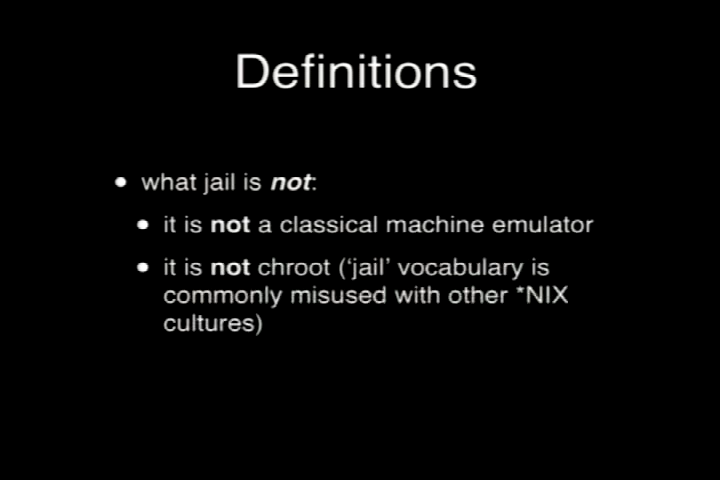 Definitions
• what jail is not:
• it is not a classical machine emulator
• it is not chroot (‘jail’ vocabulary is
commonly misused with other *NIX
cultures)